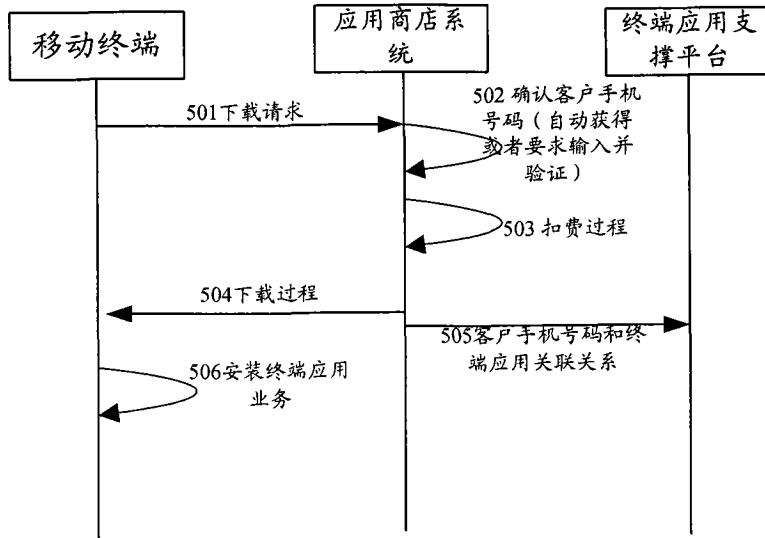 移动终端
应用商店系
统
终端应用支
撑平台
501下载请求
502 确认客户手机
号码（自动获得
或者要求输入并
验证）
503 扣费过程
504下载过程
505客户手机号码和终
端应用关联关系
506安装终端应用
业务